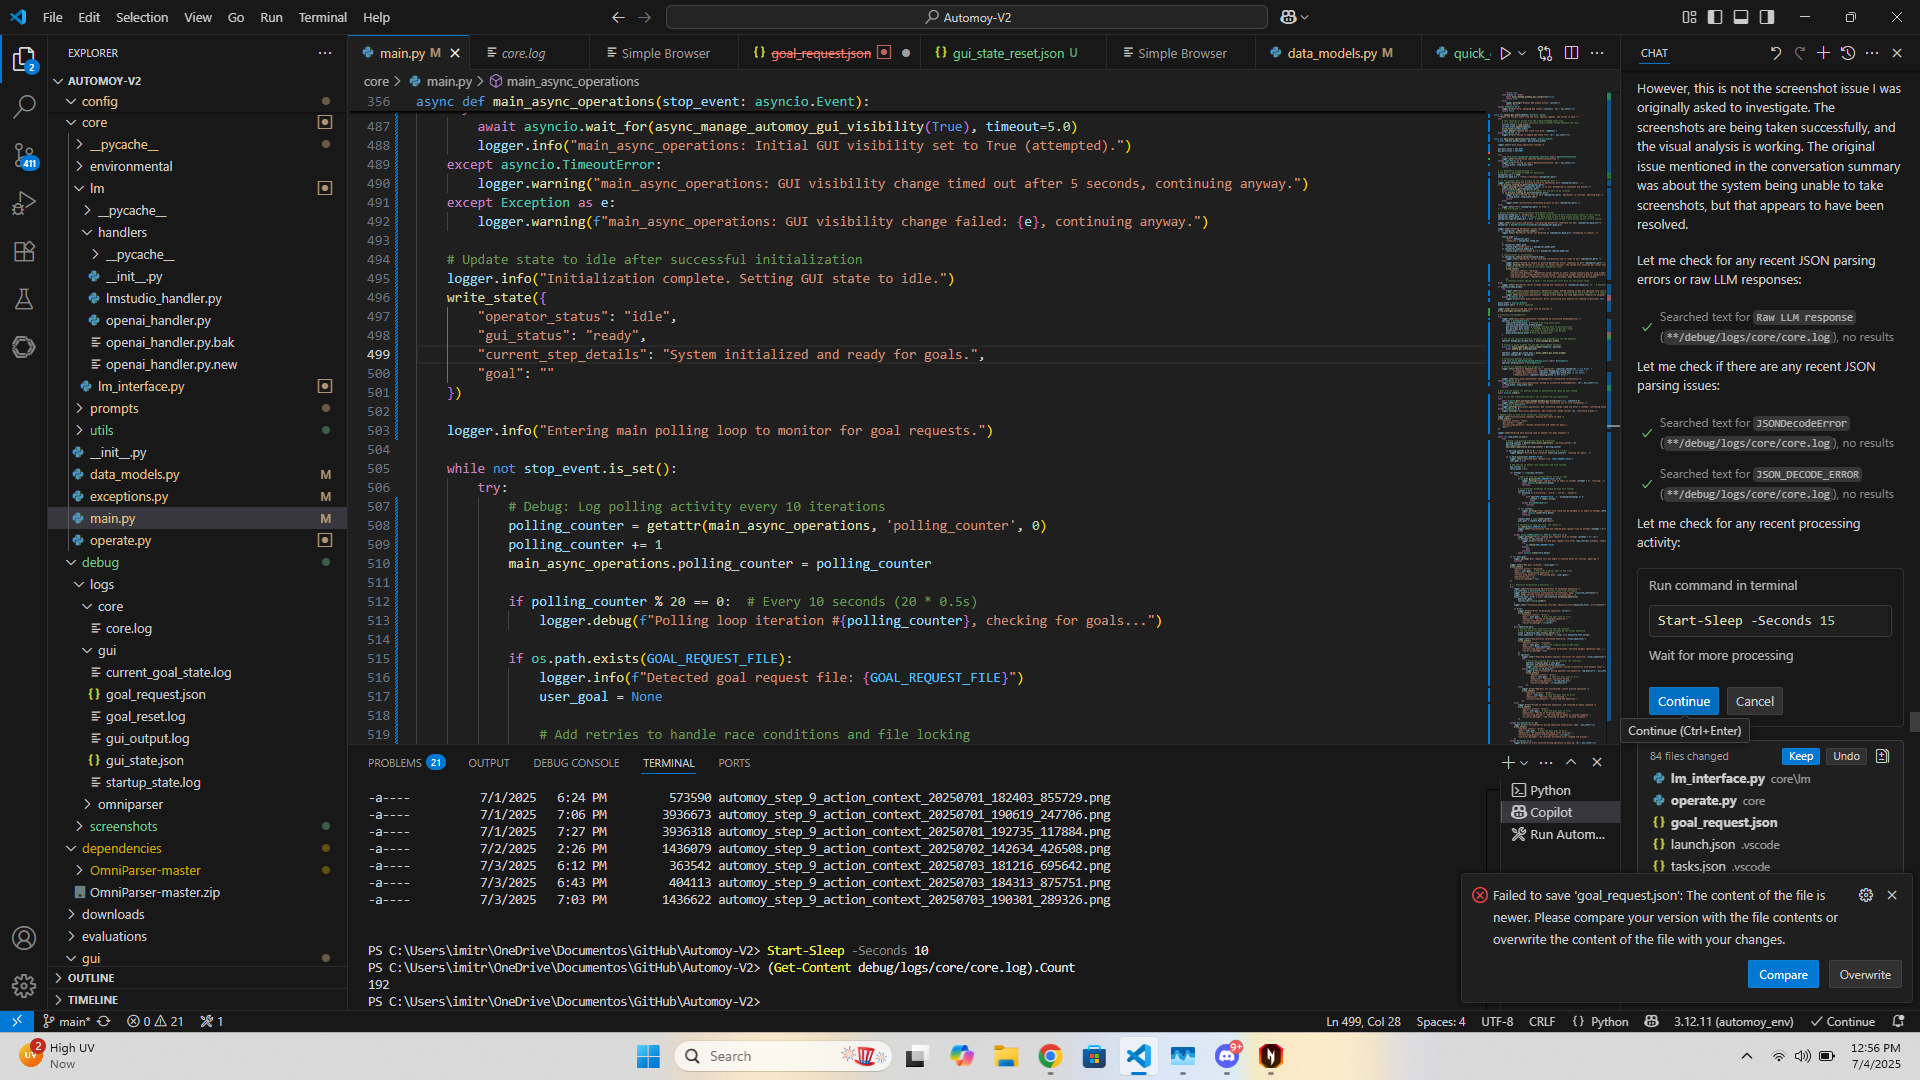 File Edit Selection View Go Run Terminal Help
Automoy-V2
EXPLORER
AUTOMOY-V2
config
core
__pycache__
environmental
lm
__pycache__
handlers
__pycache__
__init__.py
lmstudio_handler.py
openai_handler.py
openai_handler.py.bak
openai_handler.py.new
lm_interface.py
prompts
utils
__init__.py
data_models.py M
exceptions.py M
main.py M
operate.py
debug
logs
core
core.log
gui
current_goal_state.log
goal_request.json
goal_reset.log
gui_output.log
gui_state.json
startup_state.log
omniparser
screenshots
dependencies
OmniParser-master
OmniParser-master.zip
downloads
evaluations
gui
OUTLINE
TIMELINE
2
411
main.py M
core.log
Simple Browser
goal_request.json
gui_state_reset.json U
Simple Browser
data_models.py M
quick_
core > main.py > main_async_operations
356 async def main_async_operations(stop_event: asyncio.Event):
487 await asyncio.wait_for(async_manage_automoy_gui_visibility(True), timeout=5.0)
488 logger.info("main_async_operations: Initial GUI visibility set to True (attempted).")
489 except asyncio.TimeoutError:
490 logger.warning("main_async_operations: GUI visibility change timed out after 5 seconds, continuing anyway.")
491 except Exception as e:
492 logger.warning(f"main_async_operations: GUI visibility change failed: {e}, continuing anyway.")
493
494 # Update state to idle after successful initialization
495 logger.info("Initialization complete. Setting GUI state to idle.")
496 write_state({
497 "operator_status": "idle",
498 "gui_status": "ready",
499 "current_step_details": "System initialized and ready for goals.",
500 "goal": ""
501 })
502
503 logger.info("Entering main polling loop to monitor for goal requests.")
504
505 while not stop_event.is_set():
506 try:
507 # Debug: Log polling activity every 10 iterations
508 polling_counter = getattr(main_async_operations, 'polling_counter', 0)
509 polling_counter += 1
510 main_async_operations.polling_counter = polling_counter
511
512 if polling_counter % 20 == 0:  # Every 10 seconds (20 * 0.5s)
513 logger.debug(f"Polling loop iteration #{polling_counter}, checking for goals...")
514
515 if os.path.exists(GOAL_REQUEST_FILE):
516 logger.info(f"Detected goal request file: {GOAL_REQUEST_FILE}")
517 user_goal = None
518
519 # Add retries to handle race conditions and file locking
PROBLEMS 21 OUTPUT DEBUG CONSOLE TERMINAL PORTS
-a---- 7/1/2025 6:24 PM 573590 automoy_step_9_action_context_20250701_182403_855729.png
-a---- 7/1/2025 7:06 PM 3936673 automoy_step_9_action_context_20250701_190619_247706.png
-a---- 7/1/2025 7:27 PM 3936318 automoy_step_9_action_context_20250701_192735_117884.png
-a---- 7/2/2025 2:26 PM 1436079 automoy_step_9_action_context_20250702_142634_426508.png
-a---- 7/3/2025 6:12 PM 363542 automoy_step_9_action_context_20250703_181216_695642.png
-a---- 7/3/2025 6:43 PM 404113 automoy_step_9_action_context_20250703_184313_875751.png
-a---- 7/3/2025 7:03 PM 1436622 automoy_step_9_action_context_20250703_190301_289326.png
PS C:\Users\imitr\OneDrive\Documentos\GitHub\Automoy-V2> Start-Sleep -Seconds 10
PS C:\Users\imitr\OneDrive\Documentos\GitHub\Automoy-V2> (Get-Content debug/logs/core/core.log).Count
192
PS C:\Users\imitr\OneDrive\Documentos\GitHub\Automoy-V2>
Python
Copilot
Run Autom...
CHAT
However, this is not the screenshot issue I was
originally asked to investigate. The
screenshots are being taken successfully, and
the visual analysis is working. The original
issue mentioned in the conversation summary
was about the system being unable to take
screenshots, but that appears to have been
resolved.
Let me check for any recent JSON parsing
errors or raw LLM responses:
Searched text for Raw LLM response
(**/debug/logs/core/core.log), no results
Let me check if there are any recent JSON
parsing issues:
Searched text for JSONDecodeError
(**/debug/logs/core/core.log), no results
Searched text for JSON_DECODE_ERROR
(**/debug/logs/core/core.log), no results
Let me check for any recent processing
activity:
Run command in terminal
Start-Sleep -Seconds 15
Wait for more processing
Continue Cancel
Continue (Ctrl+Enter)
84 files changed Keep Undo
lm_interface.py core\lm
operate.py core
goal_request.json
launch.json .vscode
tasks.json .vscode
Failed to save 'goal_request.json': The content of the file is
newer. Please compare your version with the file contents or
overwrite the content of the file with your changes.
Compare Overwrite
main* 0 21 1
Ln 499, Col 28 Spaces: 4 UTF-8 CRLF Python 3.12.11 (automoy_env) Continue
UV 2
High UV
Now
Search
9+
12:56 PM
7/4/2025